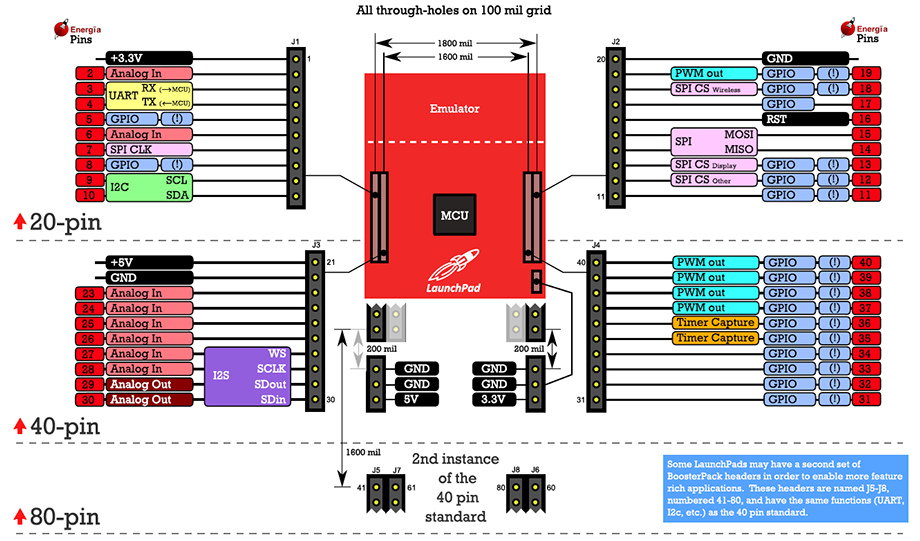 All through-holes on 100 mil grid
Energia
Pins
Energia
Pins
1800 mil
1600 mil
J1
1
+3.3V
2 Analog In
3 UART RX (→MCU)
4 TX (←MCU)
5 GPIO (!)
6 Analog In
7 SPI CLK
8 GPIO (!)
9 I2C SCL
10 SDA
J2
20
11
GND
PWM out GPIO (!) 19
SPI CS Wireless GPIO (!) 18
GPIO 17
RST 16
SPI MOSI 15
MISO 14
SPI CS Display GPIO (!) 13
SPI CS Other GPIO (!) 12
GPIO (!) 11
Emulator
MCU
LaunchPad
20-pin
J3
21
30
+5V
GND
23 Analog In
24 Analog In
25 Analog In
26 Analog In
27 Analog In I2S WS
28 Analog In SCLK
29 Analog Out SDout
30 Analog Out SDin
J4
40
31
PWM out GPIO (!) 40
PWM out GPIO (!) 39
PWM out GPIO (!) 38
PWM out GPIO (!) 37
Timer Capture GPIO (!) 36
Timer Capture GPIO (!) 35
GPIO (!) 34
GPIO (!) 33
GPIO (!) 32
GPIO (!) 31
200 mil
200 mil
GND GND
GND GND
5V 3.3V
40-pin
1600 mil
J5 J7
41 61
2nd instance
of the
40 pin
standard
J8 J6
80 60
Some LaunchPads may have a second set of
BoosterPack headers in order to enable more feature
rich applications. These headers are named J5-J8,
numbered 41-80, and have the same functions (UART,
I2c, etc.) as the 40 pin standard.
80-pin